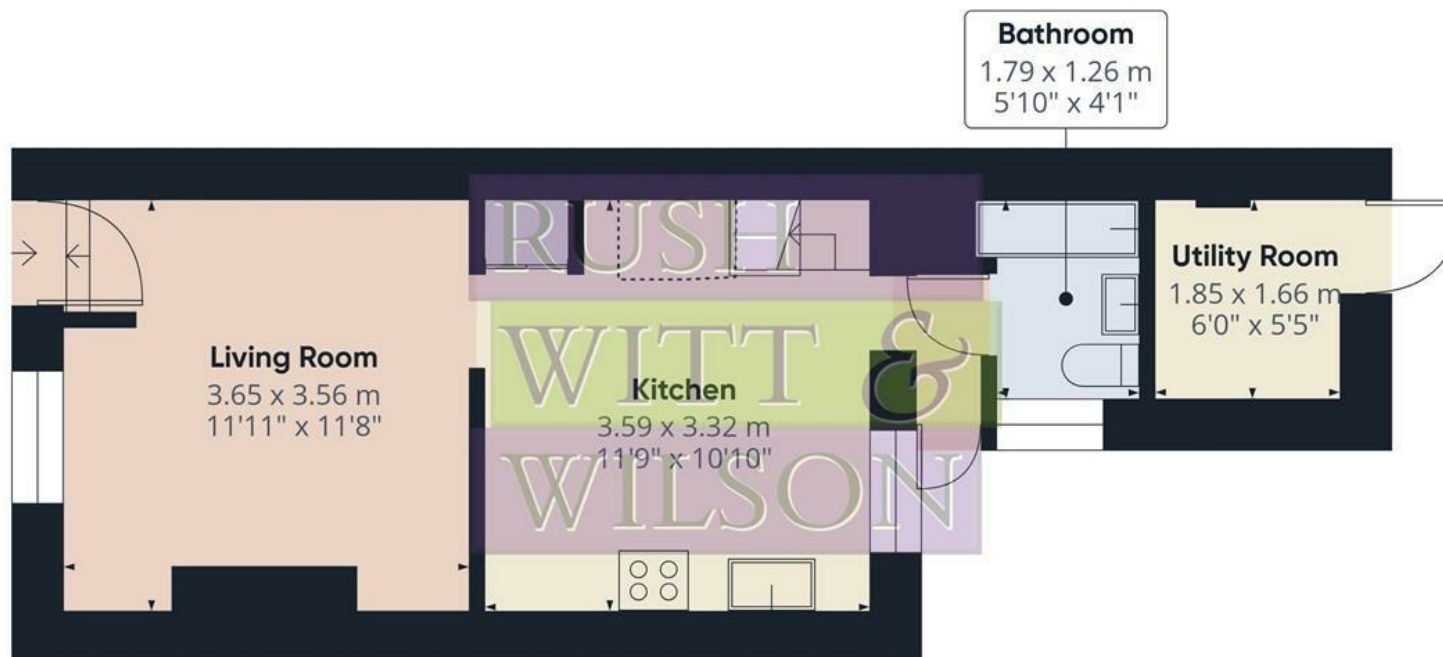 Bathroom
1.79 x 1.26 m
5'10" x 4'1"
RUSH
WITT &
WILSON
Living Room
3.65 x 3.56 m
11'11" x 11'8"
Kitchen
3.59 x 3.32 m
11'9" x 10'10"
Utility Room
1.85 x 1.66 m
6'0" x 5'5"